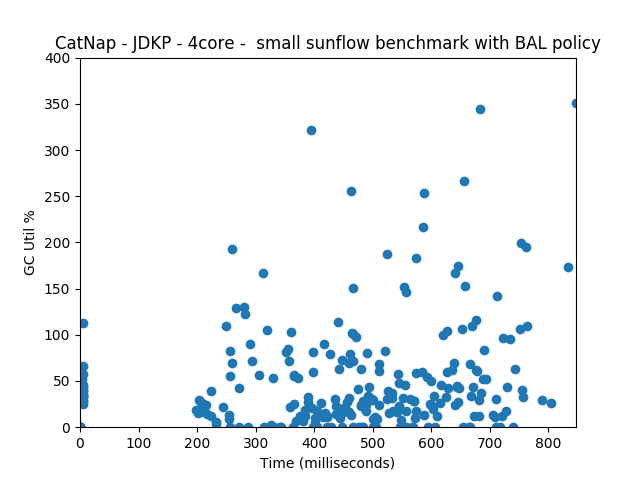 CatNap - JDKP - 4core -  small sunflow benchmark with BAL policy
400
350
300
250
200
150
100
50
0
GC Util %
0 100 200 300 400 500 600 700 800
Time (milliseconds)